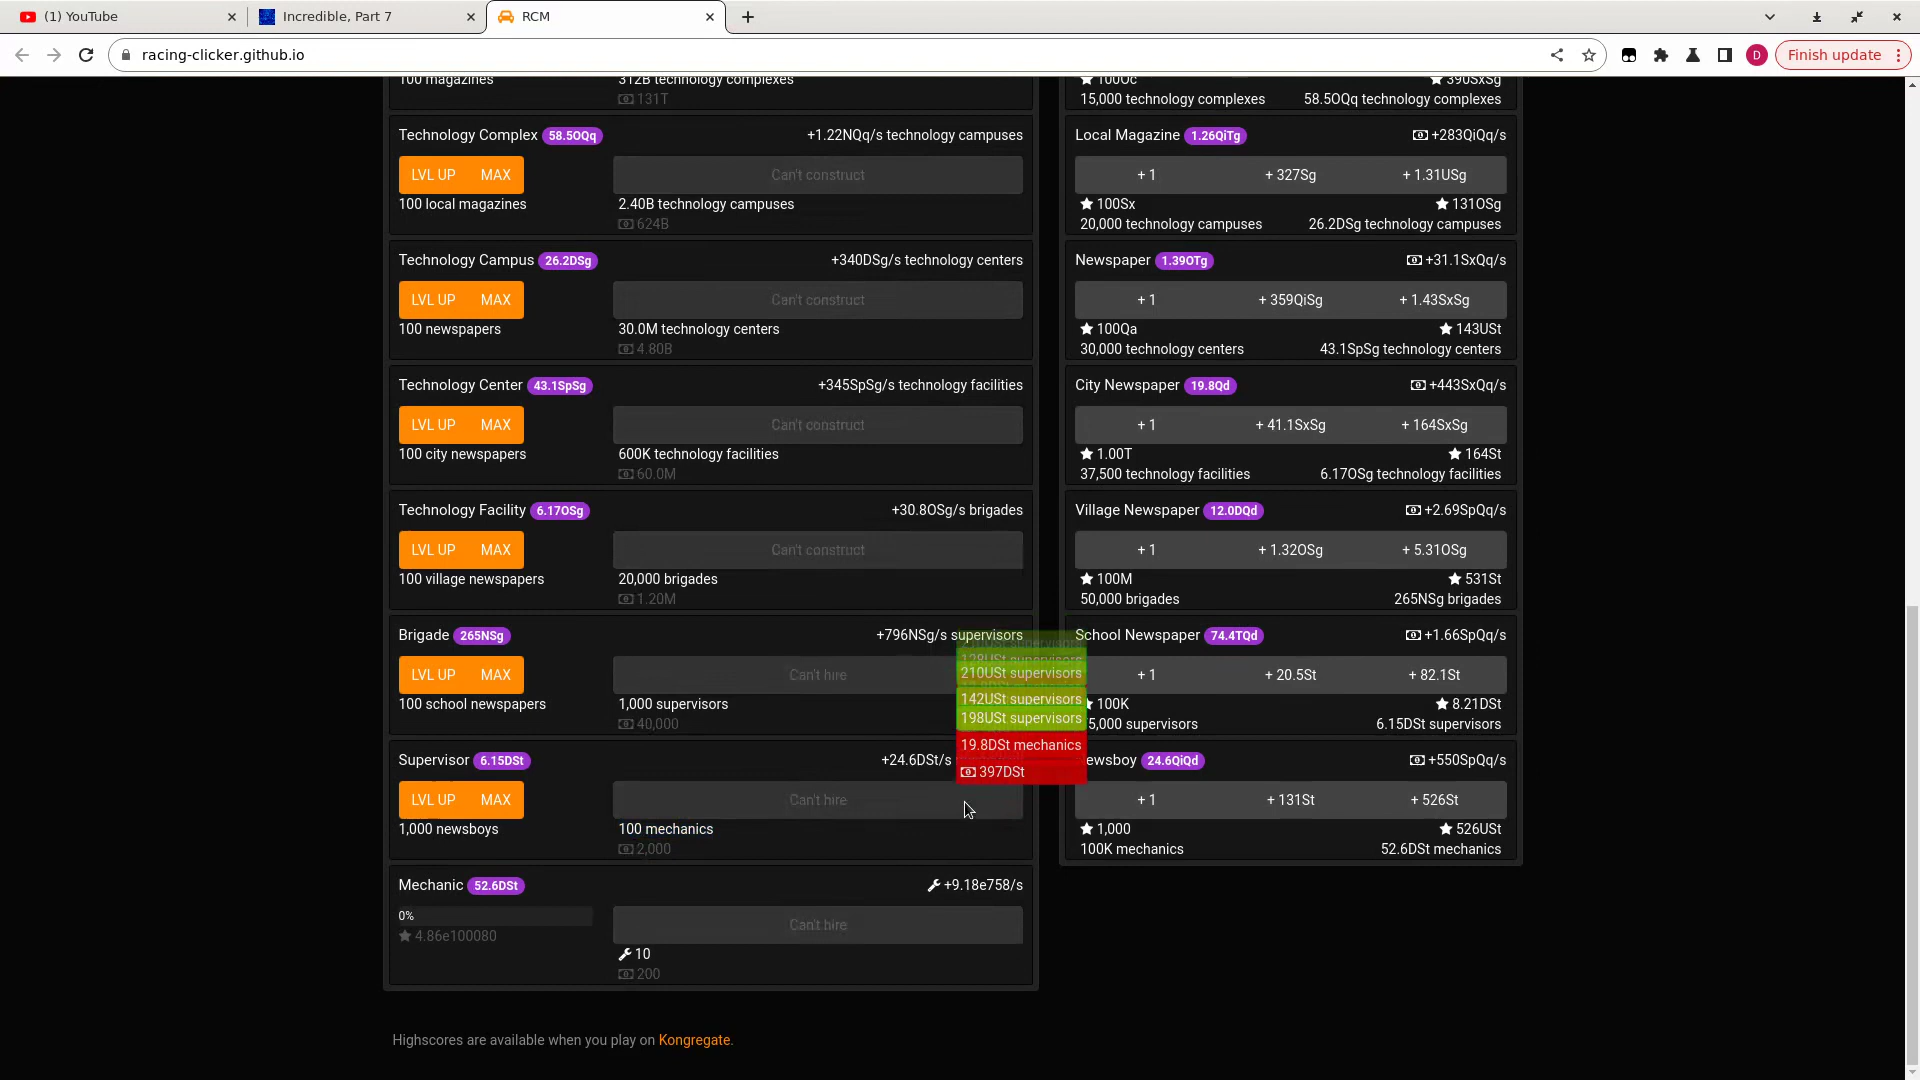 (1) YouTube
Incredible, Part 7
RCM
racing-clicker.github.io
D
Finish update
100 magazines
312B technology complexes
131T
Technology Complex 58.5OQq +1.22NQq/s technology campuses
LVL UP MAX Can't construct
100 local magazines 2.40B technology campuses
624B
Technology Campus 26.2DSg +340DSg/s technology centers
LVL UP MAX Can't construct
100 newspapers 30.0M technology centers
4.80B
Technology Center 43.1SpSg +345SpSg/s technology facilities
LVL UP MAX Can't construct
100 city newspapers 600K technology facilities
60.0M
Technology Facility 6.17OSg +30.8OSg/s brigades
LVL UP MAX Can't construct
100 village newspapers 20,000 brigades
1.20M
Brigade 265NSg +796NSg/s supervisors
LVL UP MAX Can't hire
100 school newspapers 1,000 supervisors
40,000
Supervisor 6.15DSt +24.6DSt/s
LVL UP MAX Can't hire
1,000 newsboys 100 mechanics
2,000
Mechanic 52.6DSt +9.18e758/s
0% Can't hire
4.86e100080
10
200
210USt supervisors
142USt supervisors
198USt supervisors
19.8DSt mechanics
397DSt
100Oc 390SxSg
15,000 technology complexes 58.5OQq technology complexes
Local Magazine 1.26QiTg +283QiQq/s
+ 1 + 327Sg + 1.31USg
100Sx 131OSg
20,000 technology campuses 26.2DSg technology campuses
Newspaper 1.39OTg +31.1SxQq/s
+ 1 + 359QiSg + 1.43SxSg
100Qa 143USt
30,000 technology centers 43.1SpSg technology centers
City Newspaper 19.8Qd +443SxQq/s
+ 1 + 41.1SxSg + 164SxSg
1.00T 164St
37,500 technology facilities 6.17OSg technology facilities
Village Newspaper 12.0DQd +2.69SpQq/s
+ 1 + 1.32OSg + 5.31OSg
100M 531St
50,000 brigades 265NSg brigades
School Newspaper 74.4TQd +1.66SpQq/s
+ 1 + 20.5St + 82.1St
100K 8.21DSt
5,000 supervisors 6.15DSt supervisors
ewsboy 24.6QiQd +550SpQq/s
+ 1 + 131St + 526St
1,000 526USt
100K mechanics 52.6DSt mechanics
Highscores are available when you play on Kongregate.